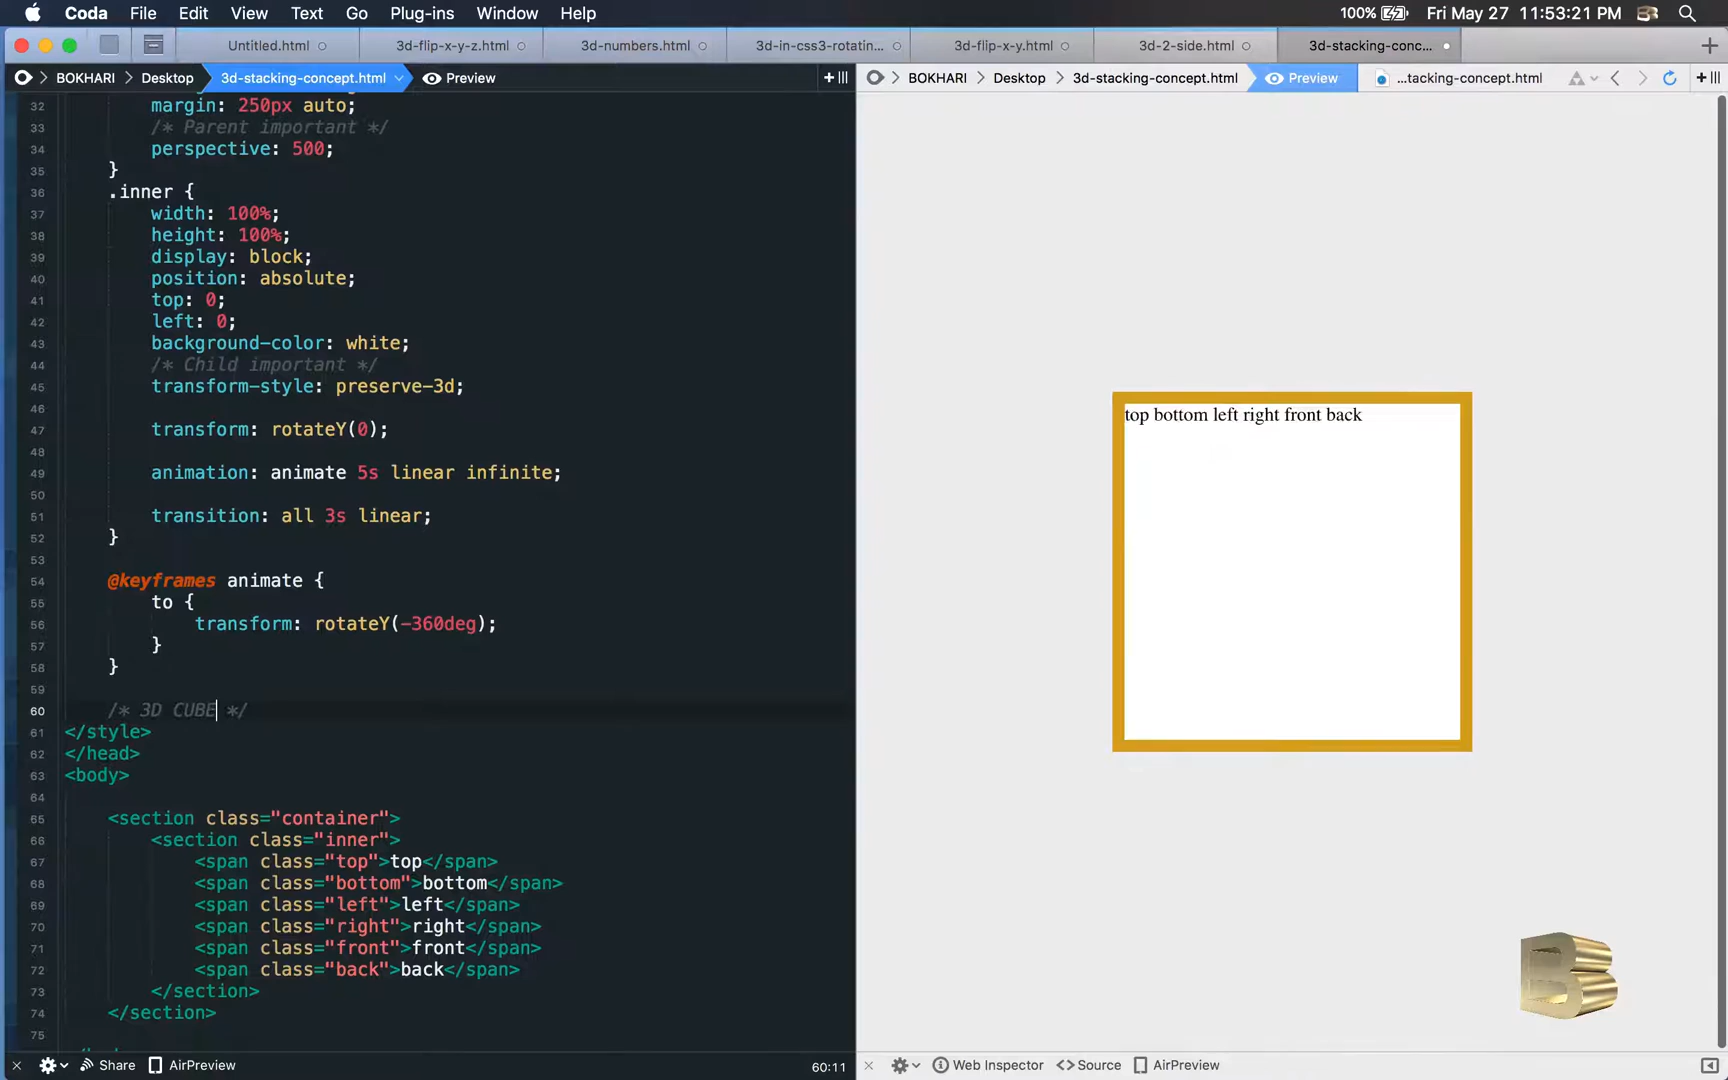 Coda File Edit View Text Go Plug-ins Window Help 100% Fri May 27 11:53:21 PM
Untitled.html 3d-flip-x-y-z.html 3d-numbers.html 3d-in-css3-rotatin... 3d-flip-x-y.html 3d-2-side.html 3d-stacking-conc...
BOKHARI Desktop 3d-stacking-concept.html Preview BOKHARI Desktop 3d-stacking-concept.html Preview ...tacking-concept.html
32 margin: 250px auto;
33 /* Parent important */
34 perspective: 500;
35 }
36 .inner {
37 width: 100%;
38 height: 100%;
39 display: block;
40 position: absolute;
41 top: 0;
42 left: 0;
43 background-color: white;
44 /* Child important */
45 transform-style: preserve-3d;
46
47 transform: rotateY(0);
48
49 animation: animate 5s linear infinite;
50
51 transition: all 3s linear;
52 }
53
54 @keyframes animate {
55 to {
56 transform: rotateY(-360deg);
57 }
58 }
59
60 /* 3D CUBE */
61 </style>
62 </head>
63 <body>
64
65 <section class="container">
66 <section class="inner">
67 <span class="top">top</span>
68 <span class="bottom">bottom</span>
69 <span class="left">left</span>
70 <span class="right">right</span>
71 <span class="front">front</span>
72 <span class="back">back</span>
73 </section>
74 </section>
75
top bottom left right front back
B
Share AirPreview 60:11 Web Inspector Source AirPreview